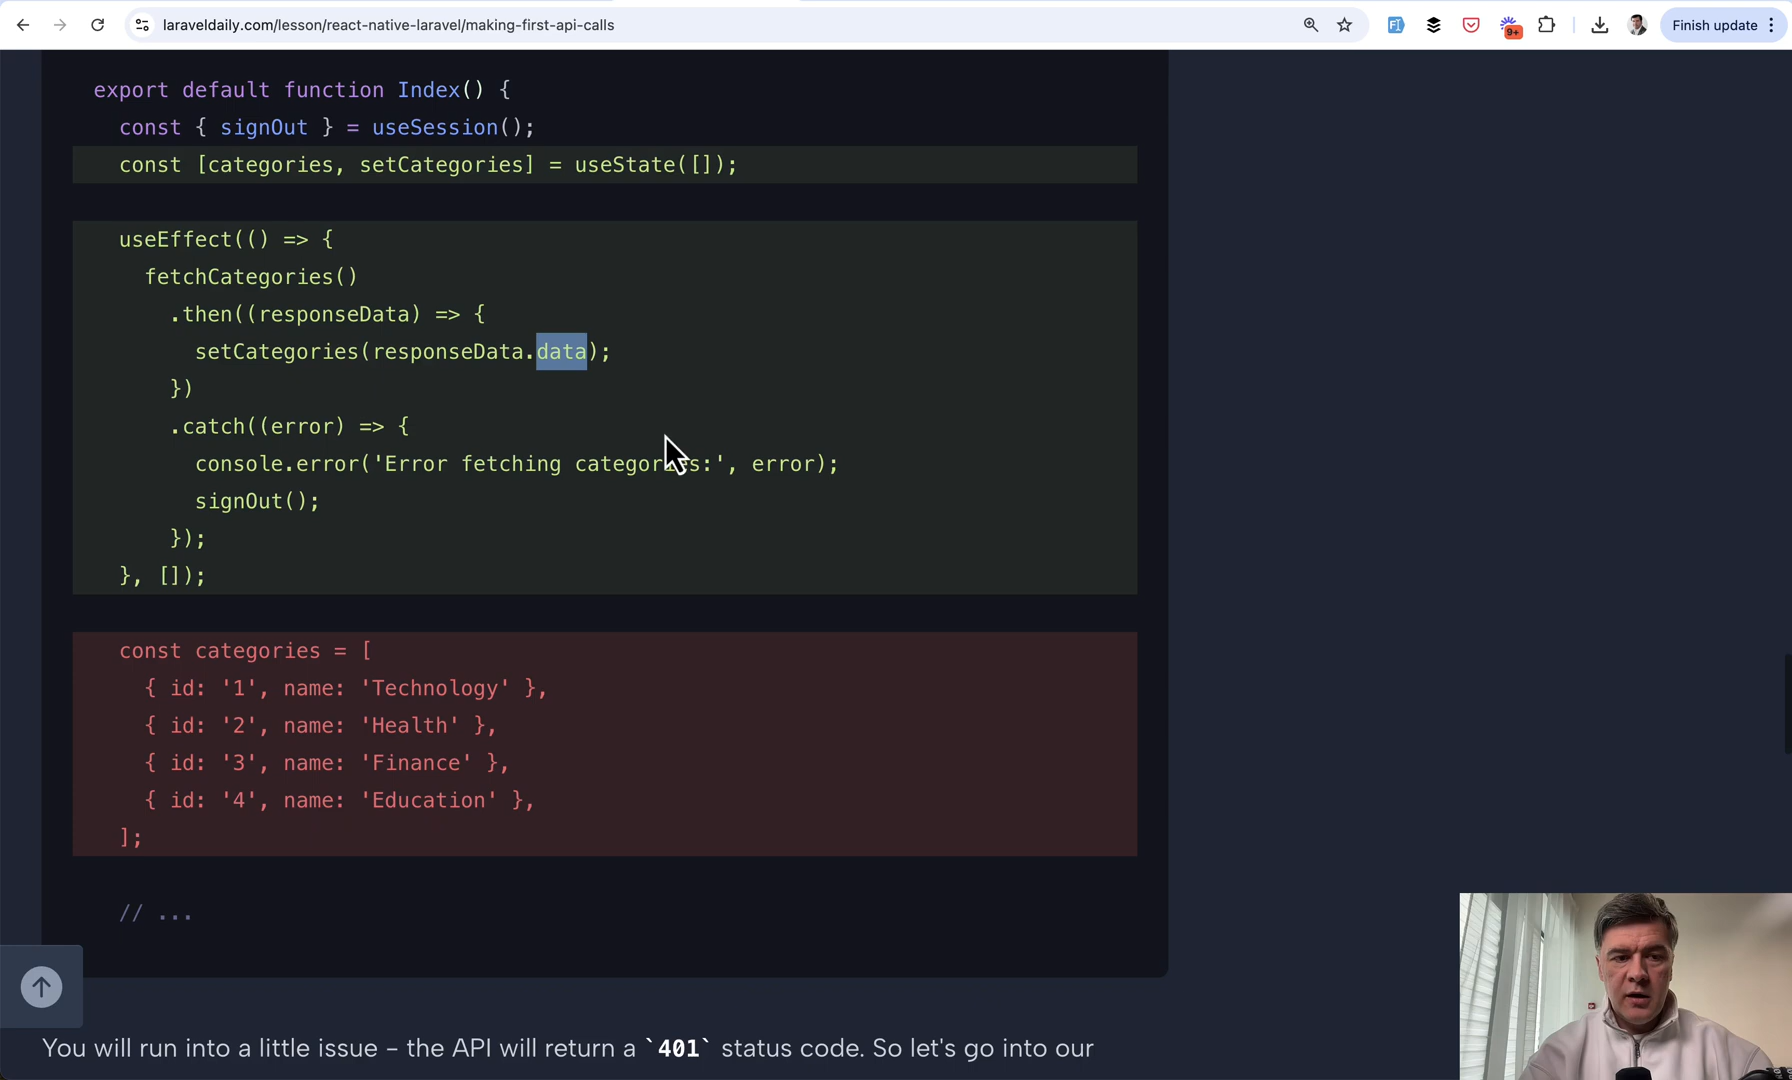 laraveldaily.com/lesson/react-native-laravel/making-first-api-calls
9+
Finish update
export default function Index() {
const { signOut } = useSession();
const [categories, setCategories] = useState([]);
useEffect(() => {
fetchCategories()
.then((responseData) => {
setCategories(responseData.data);
})
.catch((error) => {
console.error('Error fetching categories:', error);
signOut();
});
}, []);
const categories = [
{ id: '1', name: 'Technology' },
{ id: '2', name: 'Health' },
{ id: '3', name: 'Finance' },
{ id: '4', name: 'Education' },
];
// ...
You will run into a little issue – the API will return a `401` status code. So let's go into our